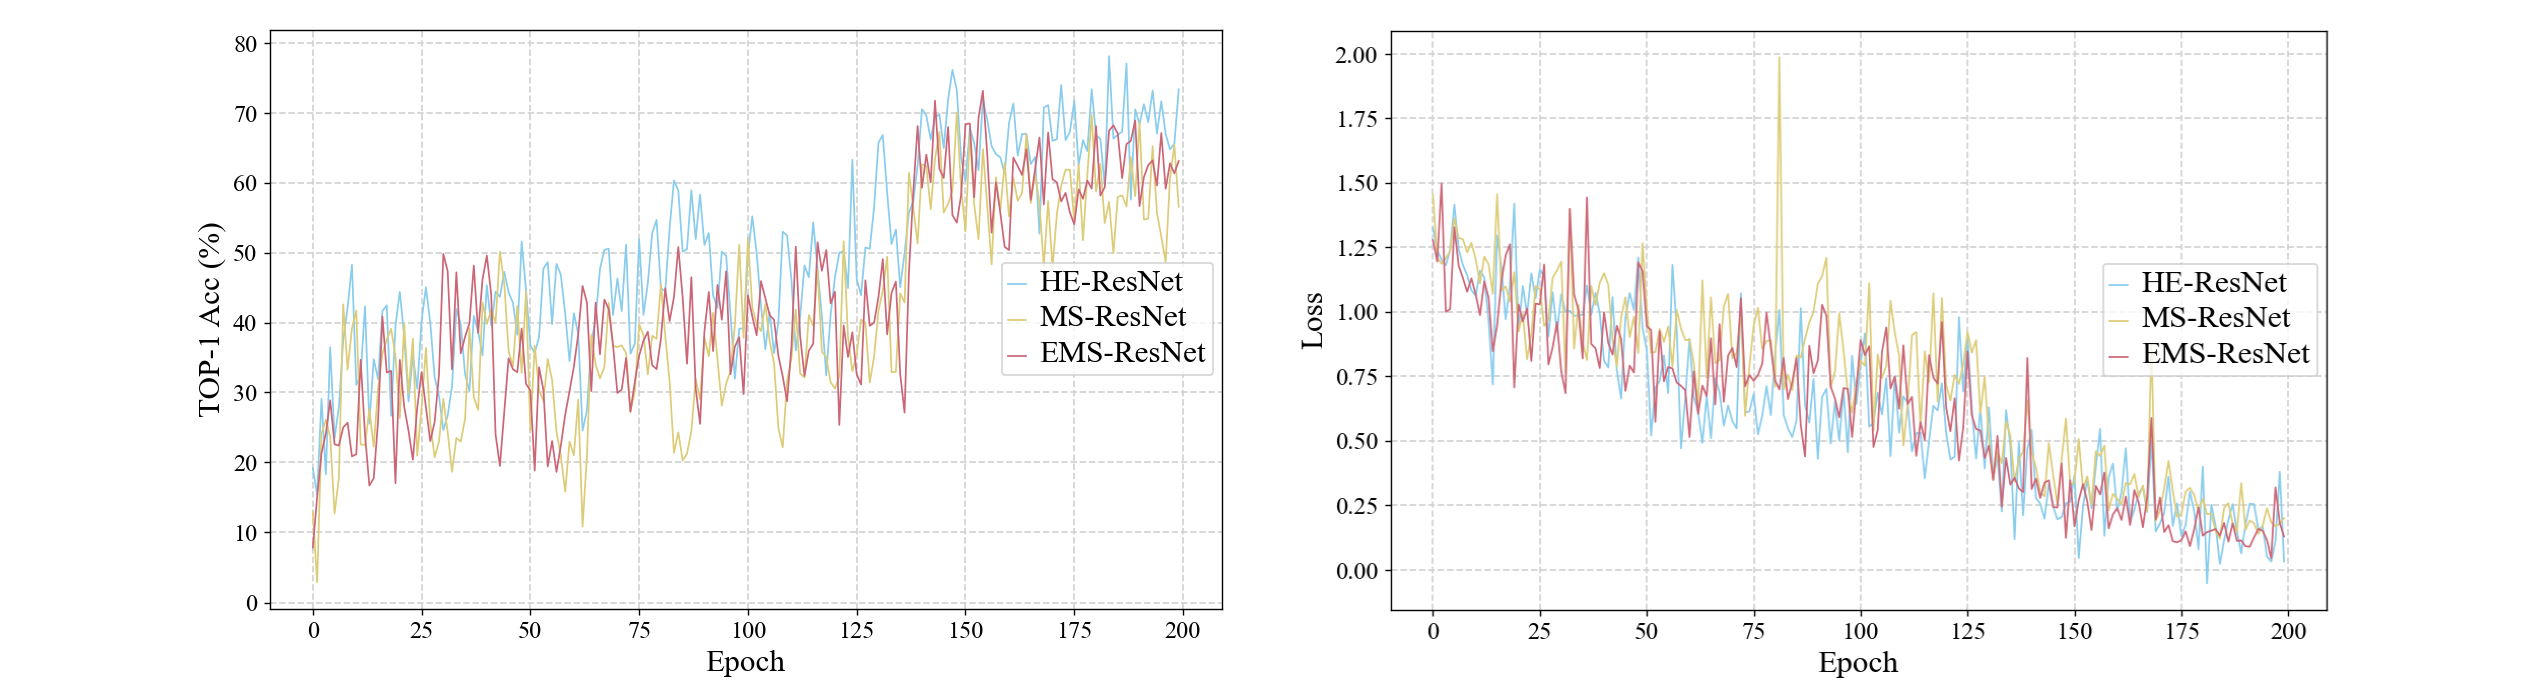 TOP-1 Acc (%)
80
70
60
50
40
30
20
10
0
0 25 50 75 100 125 150 175 200
Epoch
HE-ResNet
MS-ResNet
EMS-ResNet
Loss
2.00
1.75
1.50
1.25
1.00
0.75
0.50
0.25
0.00
0 25 50 75 100 125 150 175 200
Epoch
HE-ResNet
MS-ResNet
EMS-ResNet